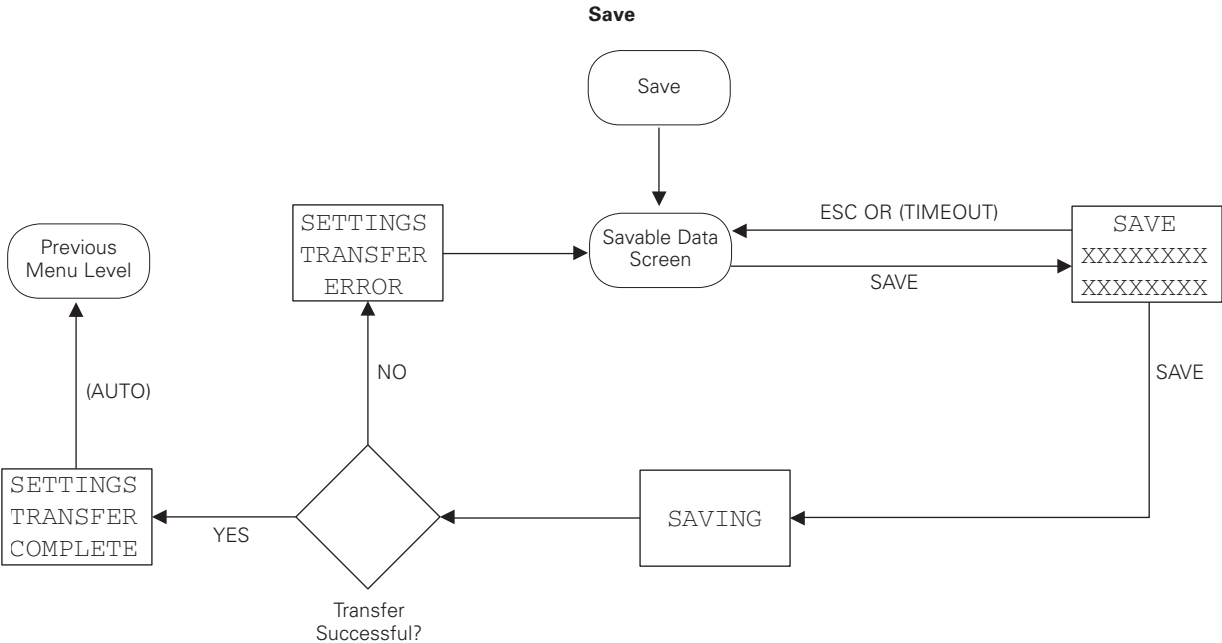 Save
Save
SETTINGS
TRANSFER
ERROR
Savable Data
Screen
ESC OR (TIMEOUT)
SAVE
SAVE
XXXXXXXX
XXXXXXXX
Previous
Menu Level
(AUTO)
NO
SAVE
SETTINGS
TRANSFER
COMPLETE
YES
SAVING
Transfer
Successful?